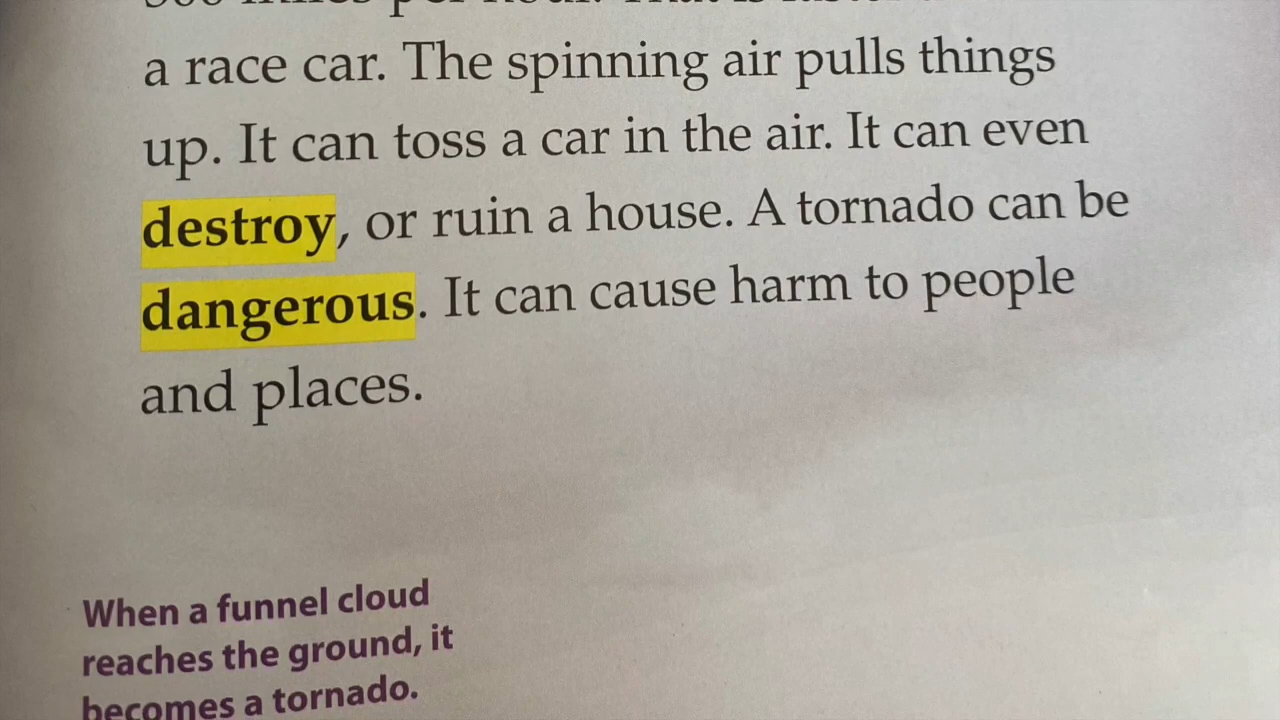 a race car. The spinning air pulls things
up. It can toss a car in the air. It can even
destroy, or ruin a house. A tornado can be
dangerous. It can cause harm to people
and places.
When a funnel cloud
reaches the ground, it
becomes a tornado.